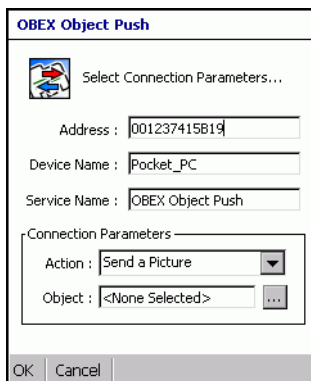 OBEX Object Push
Select Connection Parameters...
Address : 001237415B19
Device Name : Pocket_PC
Service Name : OBEX Object Push
Connection Parameters
Action : Send a Picture
Object : <None Selected> ...
OK Cancel